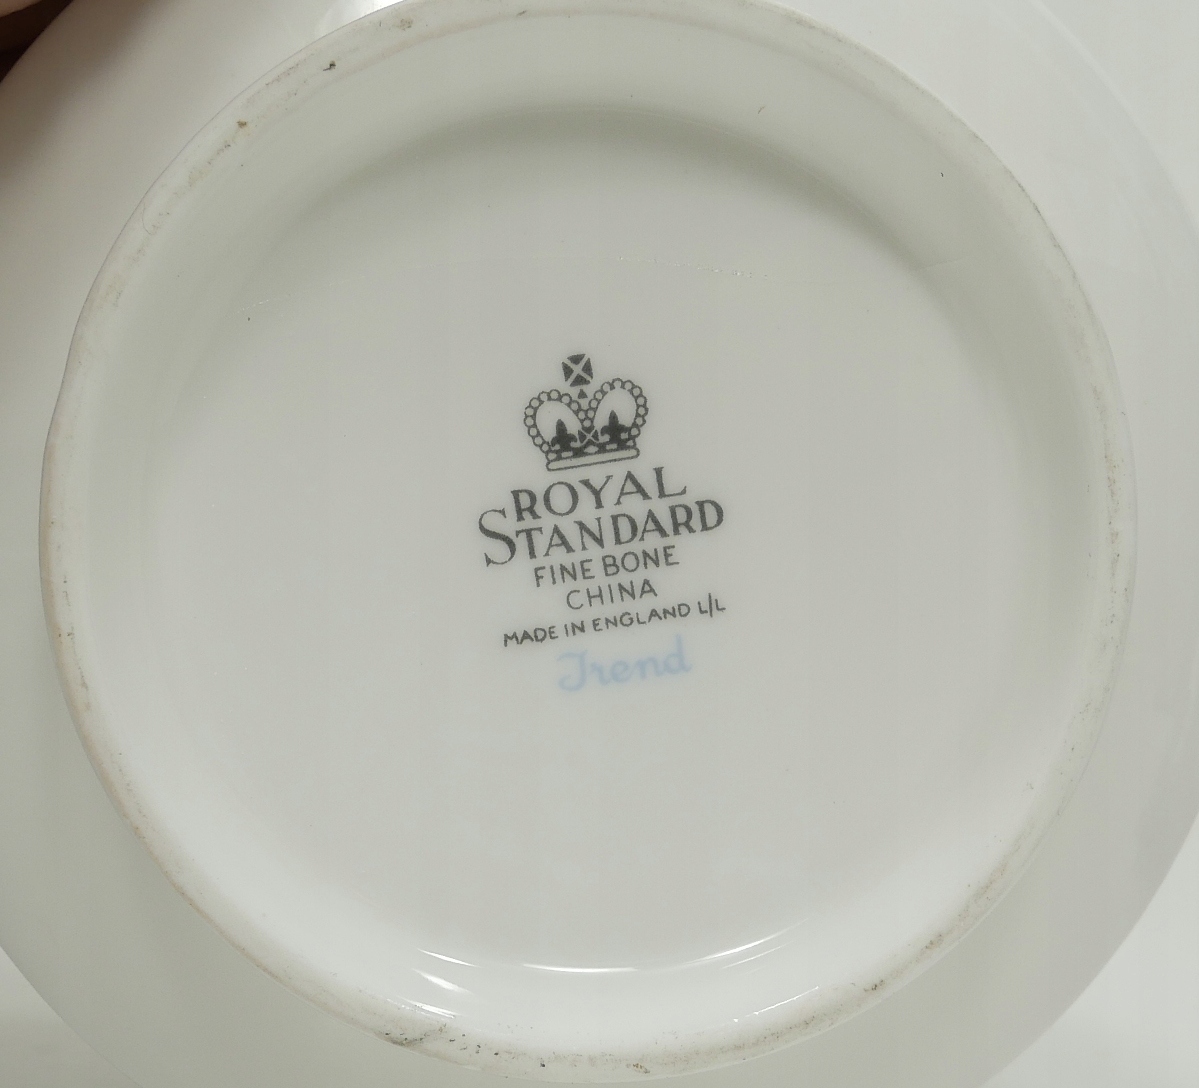 ROYAL
STANDARD
FINE BONE
CHINA
MADE IN ENGLAND L/L
Trend